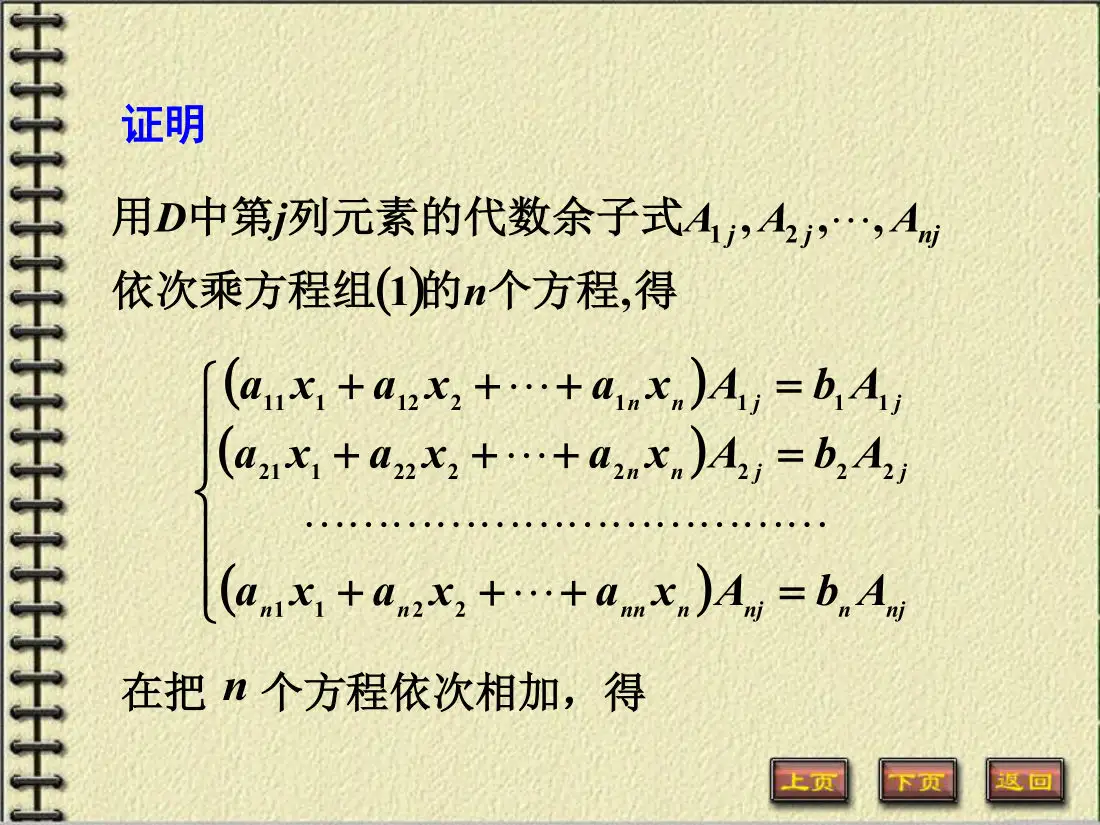 证明
用D中第j列元素的代数余子式A₁ⱼ, A₂ⱼ, ⋯, Aₙⱼ
依次乘方程组(1)的n个方程,得
(a₁₁x₁ + a₁₂x₂ + ⋯ + a₁ₙxₙ)A₁ⱼ = b₁A₁ⱼ
(a₂₁x₁ + a₂₂x₂ + ⋯ + a₂ₙxₙ)A₂ⱼ = b₂A₂ⱼ
⋯⋯⋯⋯⋯⋯⋯⋯⋯⋯⋯⋯
(aₙ₁x₁ + aₙ₂x₂ + ⋯ + aₙₙxₙ)Aₙⱼ = bₙAₙⱼ
在把 n 个方程依次相加，得
上页 下页 返回